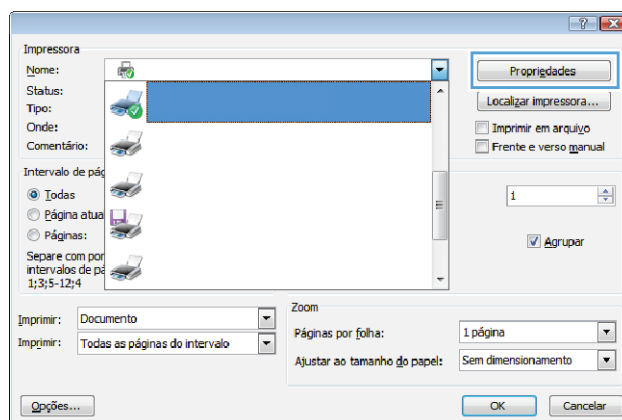 Impressora
Nome:
Propriedades
Status:
Tipo:
Localizar impressora...
Onde:
Imprimir em arquivo
Comentário:
Frente e verso manual
Intervalo de pág
Todas
1
Página atua
Páginas:
Agrupar
Separe com por
intervalos de pá
1;3;5-12;4
Imprimir: Documento
Imprimir: Todas as páginas do intervalo
Zoom
Páginas por folha: 1 página
Ajustar ao tamanho do papel: Sem dimensionamento
Opções...
OK
Cancelar